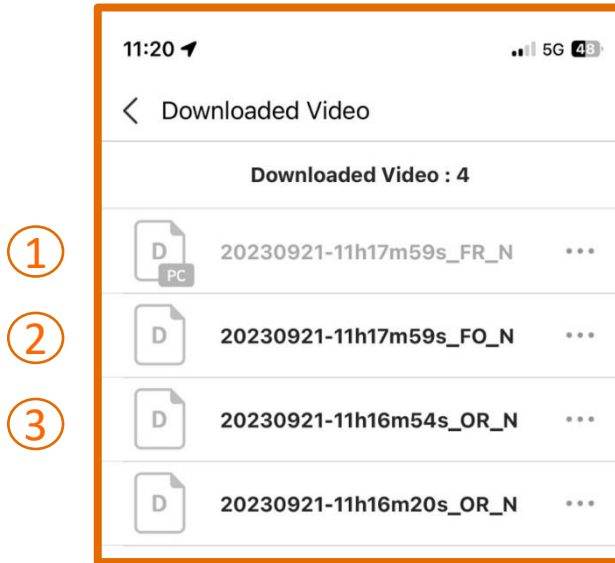 11:20 5G 48
Downloaded Video
Downloaded Video : 4
① D PC 20230921-11h17m59s_FR_N
② D 20230921-11h17m59s_FO_N
③ D 20230921-11h16m54s_OR_N
D 20230921-11h16m20s_OR_N